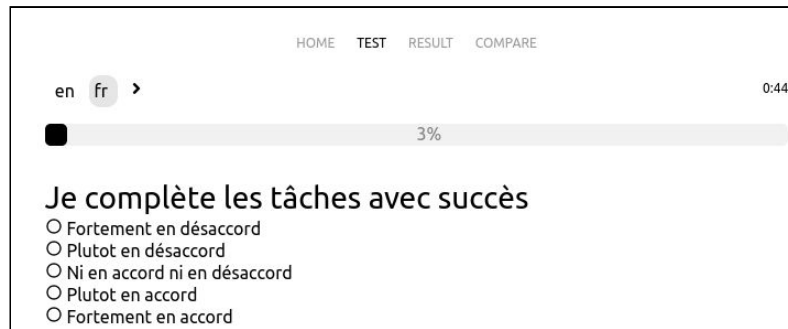 HOME TEST RESULT COMPARE
en fr
0:44
3%
Je complète les tâches avec succès
Fortement en désaccord
Plutot en désaccord
Ni en accord ni en désaccord
Plutot en accord
Fortement en accord